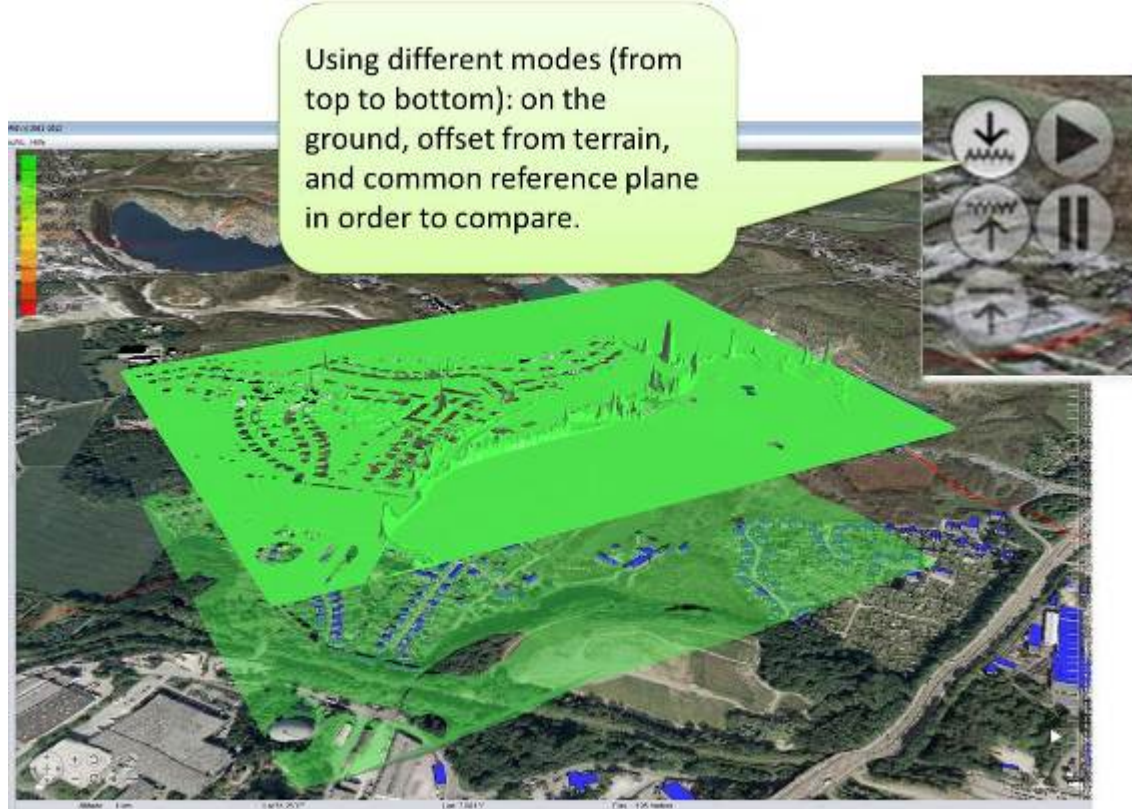 Using different modes (from
top to bottom): on the
ground, offset from terrain,
and common reference plane
in order to compare.
Help